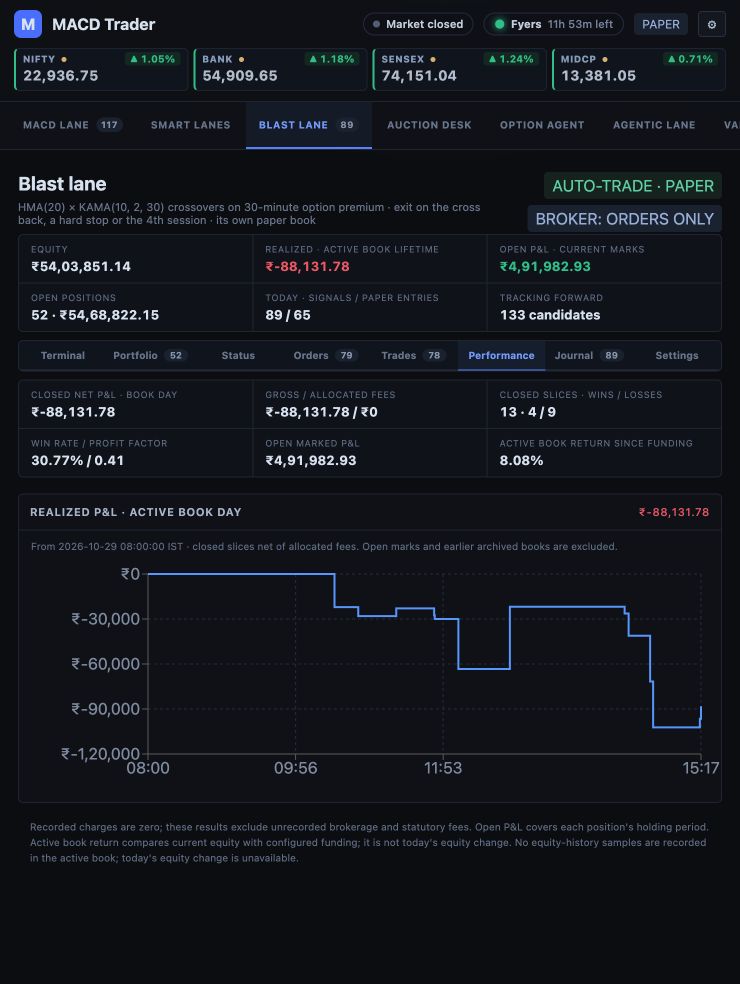 M MACD Trader Market closed Fyers 11h 53m left PAPER
NIFTY ▲ 1.05% BANK ▲ 1.18% SENSEX ▲ 1.24% MIDCP ▲ 0.71%
22,936.75 54,909.65 74,151.04 13,381.05
MACD LANE 117 SMART LANES BLAST LANE 89 AUCTION DESK OPTION AGENT AGENTIC LANE VA
Blast lane
AUTO-TRADE · PAPER
HMA(20) × KAMA(10, 2, 30) crossovers on 30-minute option premium · exit on the cross
back, a hard stop or the 4th session · its own paper book
BROKER: ORDERS ONLY
EQUITY REALIZED · ACTIVE BOOK LIFETIME OPEN P&L · CURRENT MARKS
₹54,03,851.14 ₹-88,131.78 ₹4,91,982.93
OPEN POSITIONS TODAY · SIGNALS / PAPER ENTRIES TRACKING FORWARD
52 · ₹54,68,822.15 89 / 65 133 candidates
Terminal Portfolio 52 Status Orders 79 Trades 78 Performance Journal 89 Settings
CLOSED NET P&L · BOOK DAY GROSS / ALLOCATED FEES CLOSED SLICES · WINS / LOSSES
₹-88,131.78 ₹-88,131.78 / ₹0 13 · 4 / 9
WIN RATE / PROFIT FACTOR OPEN MARKED P&L ACTIVE BOOK RETURN SINCE FUNDING
30.77% / 0.41 ₹4,91,982.93 8.08%
REALIZED P&L · ACTIVE BOOK DAY ₹-88,131.78
From 2026-10-29 08:00:00 IST · closed slices net of allocated fees. Open marks and earlier archived books are excluded.
₹0
₹-30,000
₹-60,000
₹-90,000
₹-1,20,000
08:00 09:56 11:53 15:17
Recorded charges are zero; these results exclude unrecorded brokerage and statutory fees. Open P&L covers each position's holding period.
Active book return compares current equity with configured funding; it is not today's equity change. No equity-history samples are recorded
in the active book; today's equity change is unavailable.